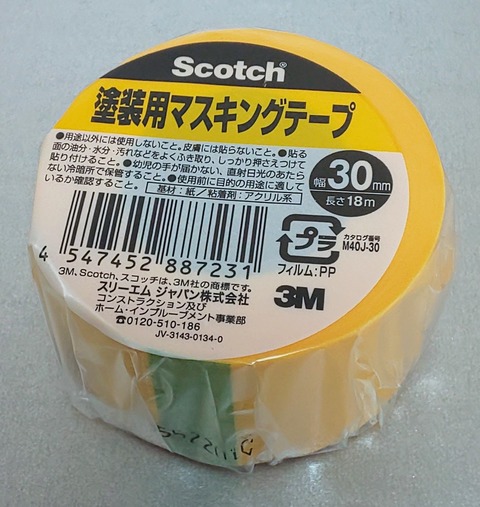 Scotch®
塗装用マスキングテープ
●用途以外には使用しないこと。皮膚には貼らないこと。●貼る
面の油分・水分・汚れなどをよくふき取り、しっかり押さえつけて
貼り付けること。●幼児の手が届かない、直射日光のあたら
ない冷暗所で保管すること。●使用前に目的の用途に適して
いるか確認すること。
基材:紙/粘着剤:アクリル系
幅30mm
長さ18m
プラ
カタログ番号
M40J-30
フィルム:PP
4 547452 887231
3M、Scotch、スコッチは、3M社の商標です。
スリーエム ジャパン株式会社
コンストラクション及び
ホーム・インプルーブメント事業部
☎0120-510-186
JV-3143-0134-0
3M